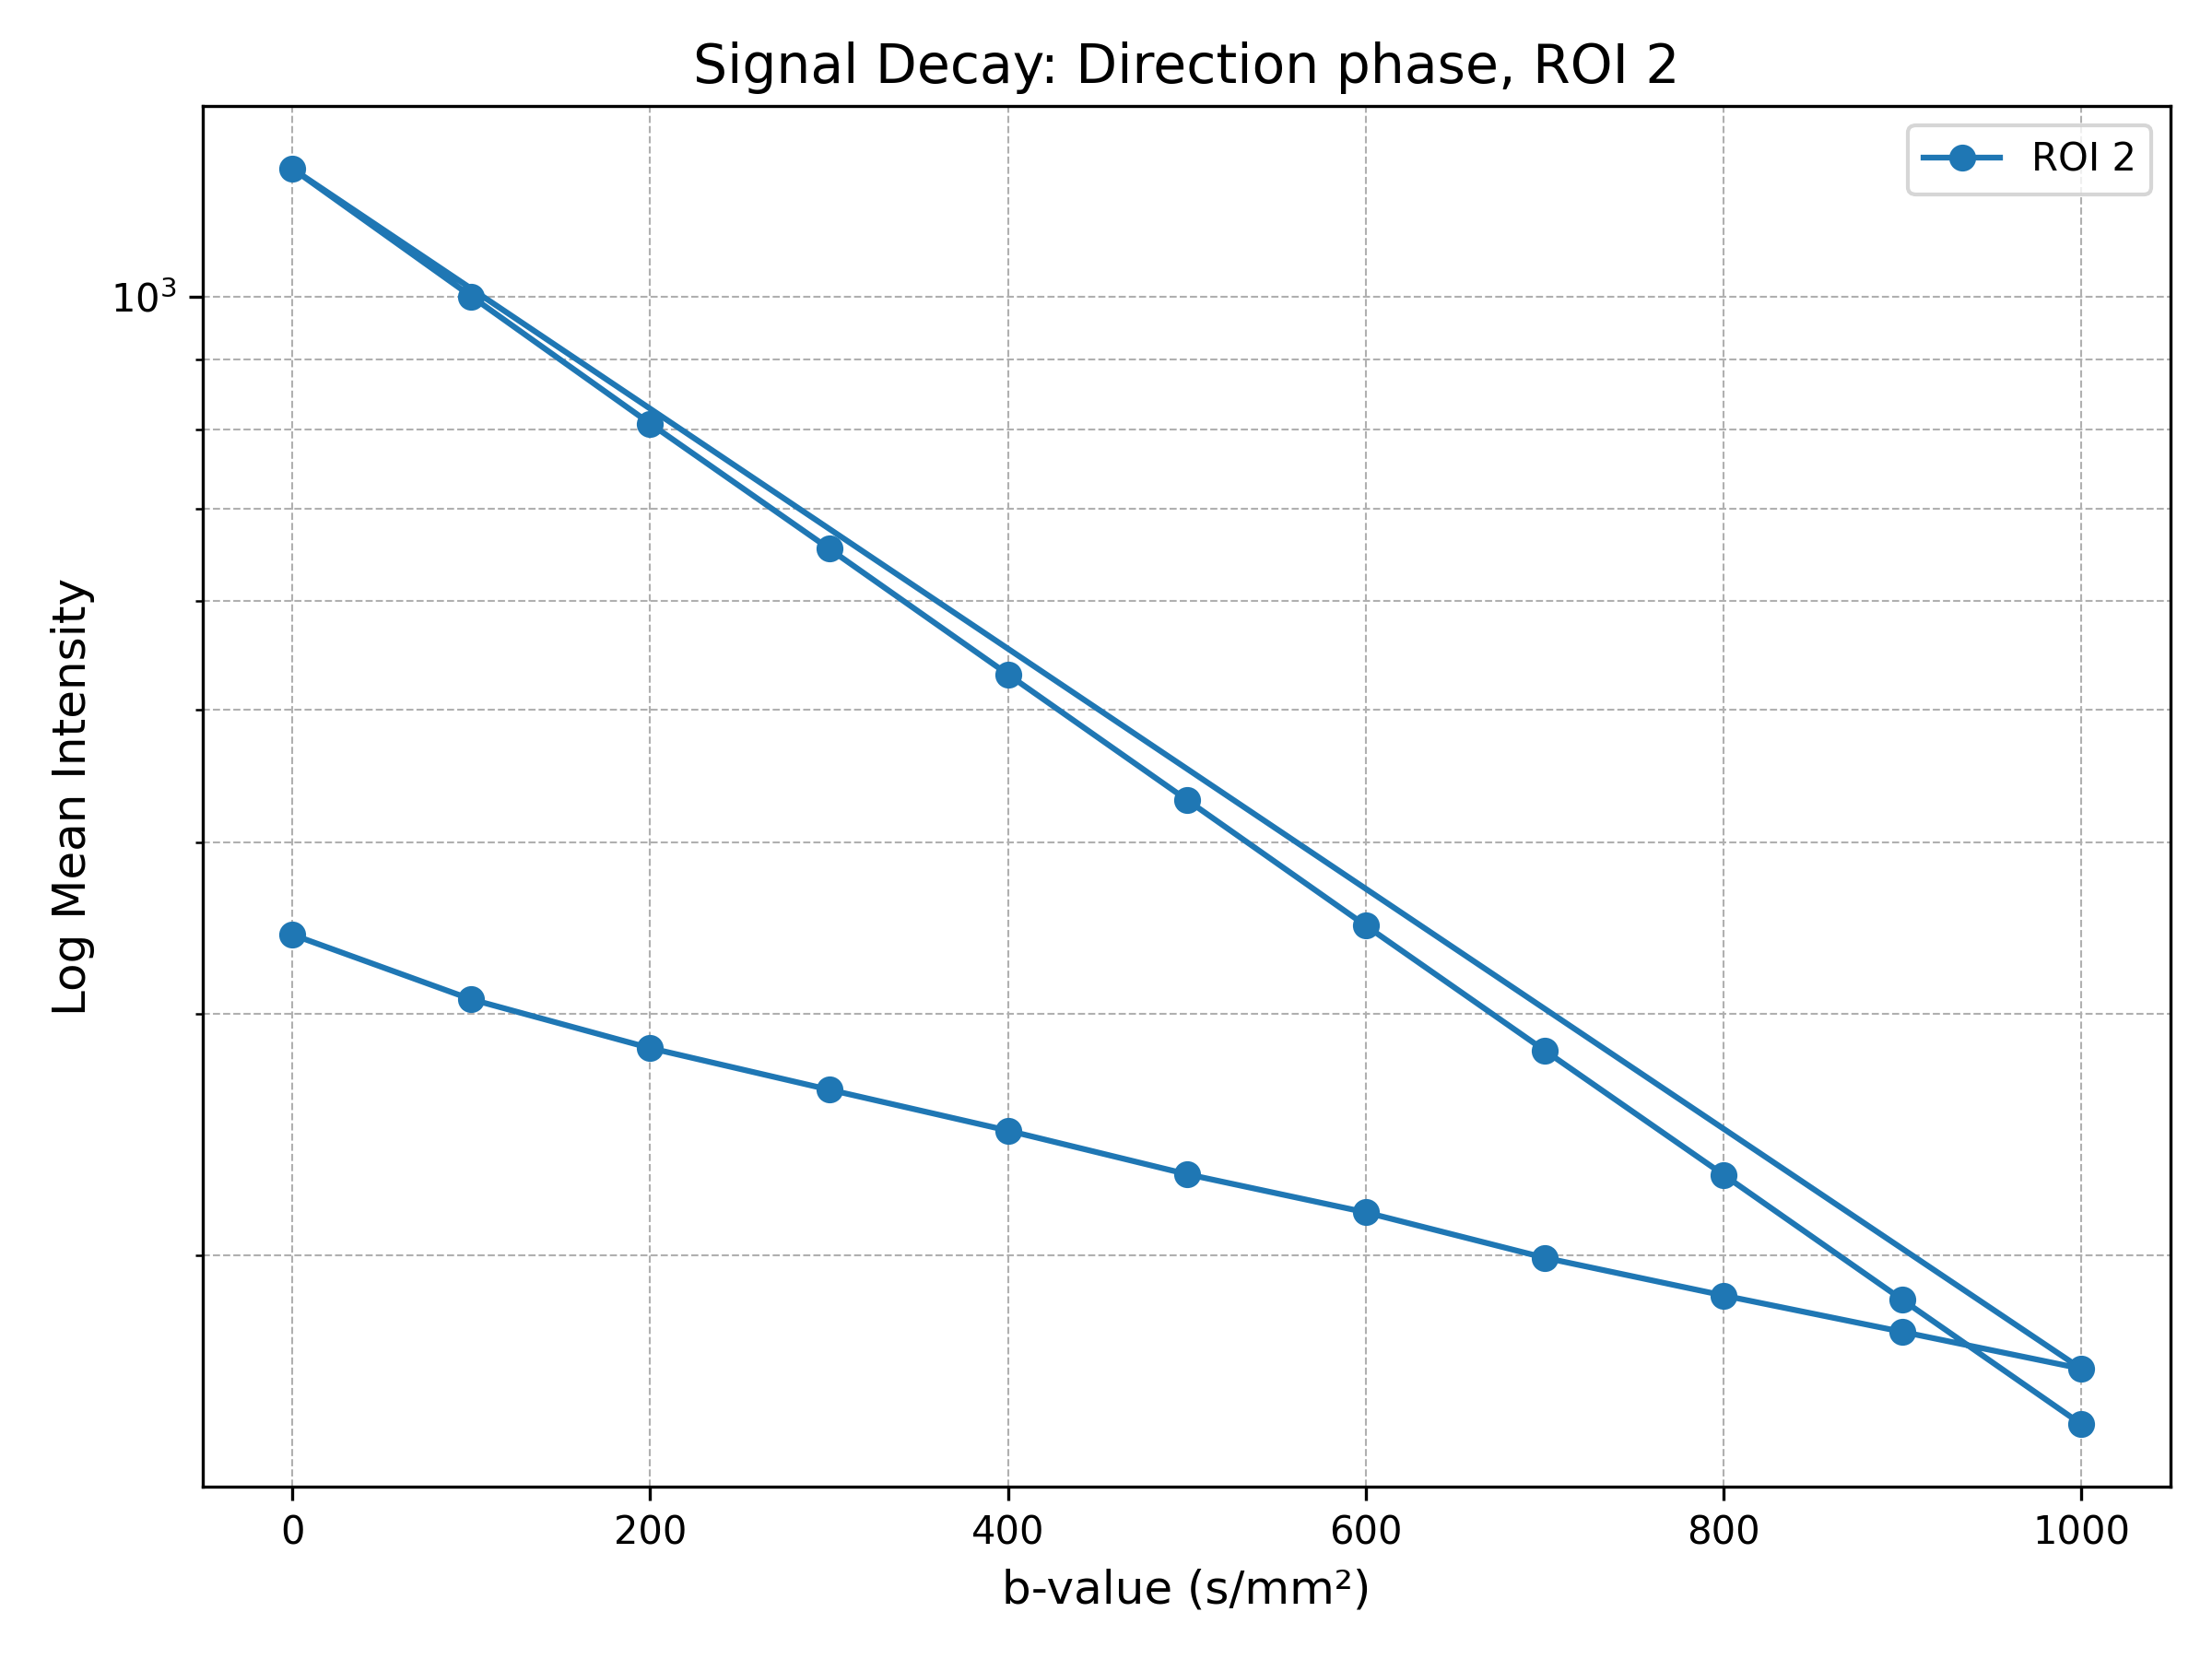 Signal Decay: Direction phase, ROI 2
ROI 2
10³
Log Mean Intensity
0 200 400 600 800 1000
b-value (s/mm²)